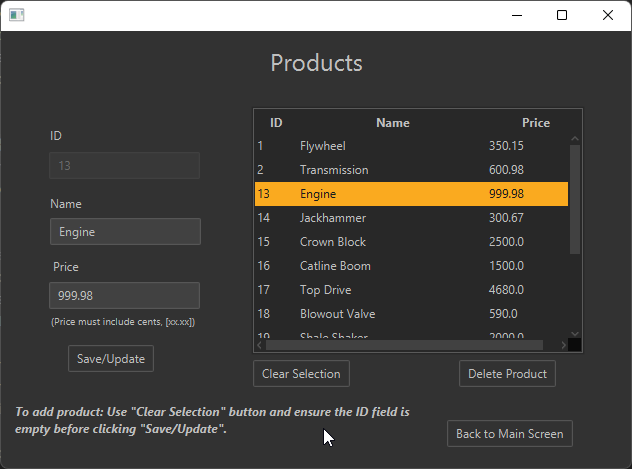 Products
ID
13
Name
Engine
Price
999.98
(Price must include cents, [xx.xx])
Save/Update
ID Name Price
1 Flywheel 350.15
2 Transmission 600.98
13 Engine 999.98
14 Jackhammer 300.67
15 Crown Block 2500.0
16 Catline Boom 1500.0
17 Top Drive 4680.0
18 Blowout Valve 590.0
19 Shale Shaker 2000.0
Clear Selection
Delete Product
To add product: Use "Clear Selection" button and ensure the ID field is
empty before clicking "Save/Update".
Back to Main Screen